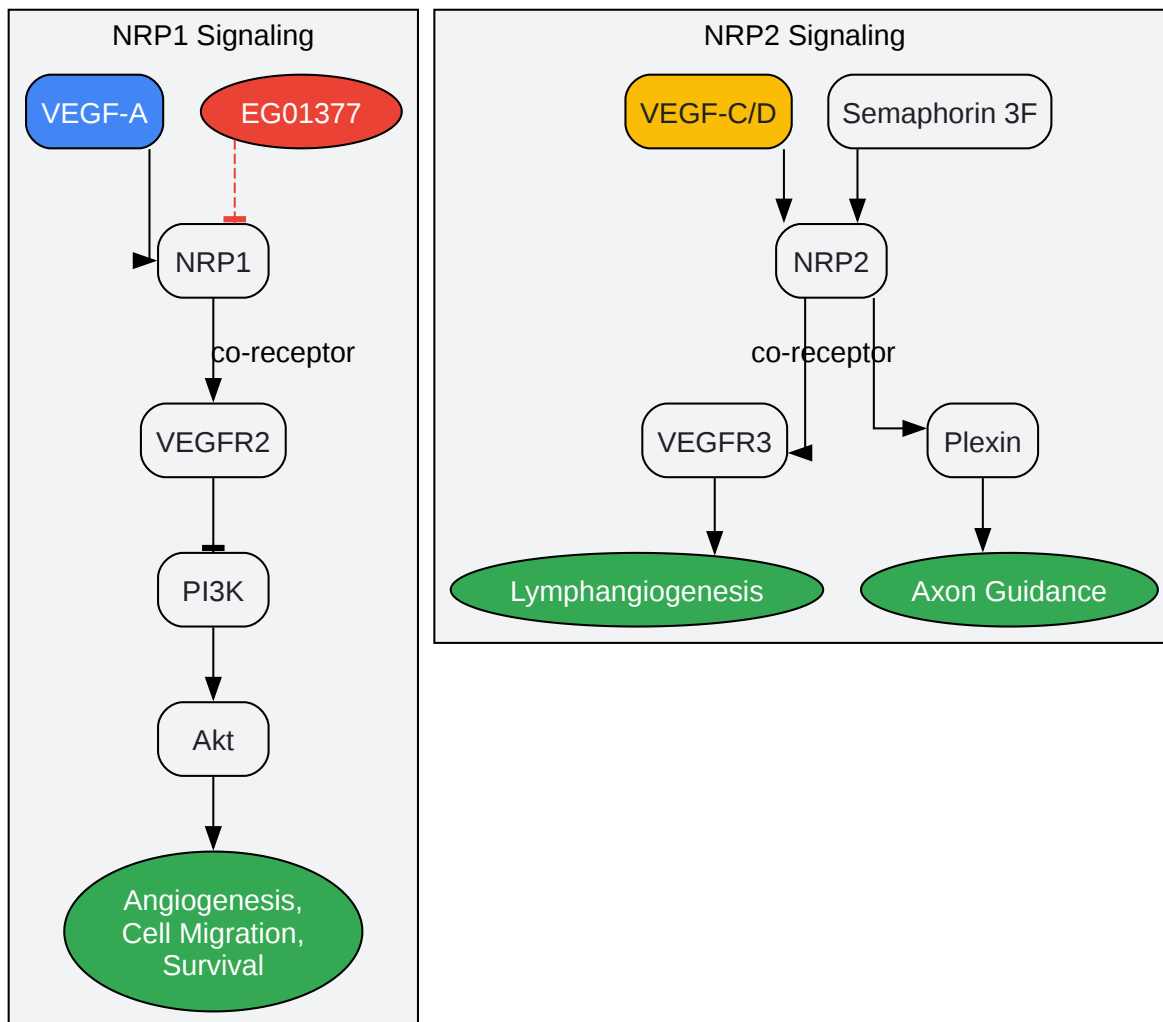 NRP1 Signaling
VEGF-A
EG01377
NRP1
co-receptor
VEGFR2
PI3K
Akt
Angiogenesis,
Cell Migration,
Survival
NRP2 Signaling
VEGF-C/D
Semaphorin 3F
NRP2
co-receptor
VEGFR3
Plexin
Lymphangiogenesis
Axon Guidance